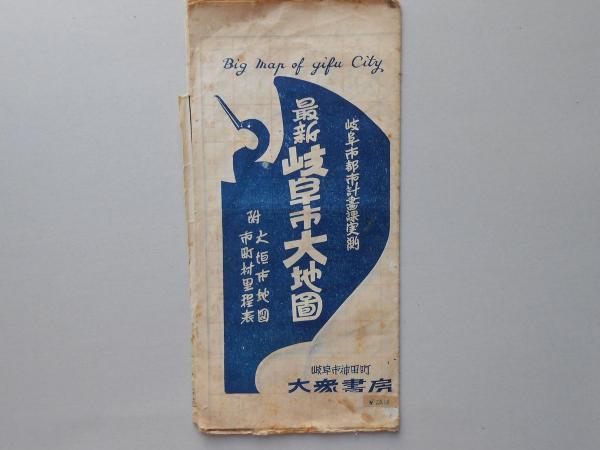 Big Map of gifu City
岐阜市都市計畫課実測
最新
岐阜市大地圖
附 大垣市地図
市町村里程表
岐阜市神田町
大衆書房